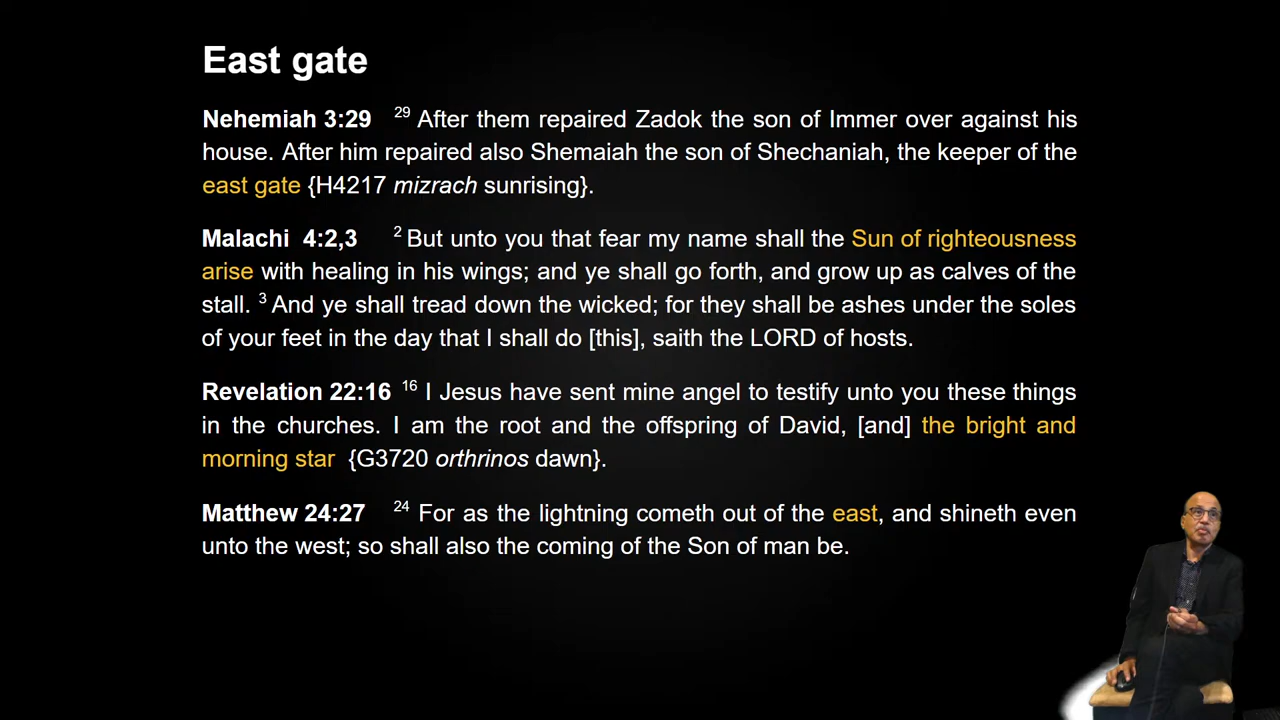 East gate
Nehemiah 3:29 29 After them repaired Zadok the son of Immer over against his
house. After him repaired also Shemaiah the son of Shechaniah, the keeper of the
east gate {H4217 mizrach sunrising}.
Malachi 4:2,3 2 But unto you that fear my name shall the Sun of righteousness
arise with healing in his wings; and ye shall go forth, and grow up as calves of the
stall. 3 And ye shall tread down the wicked; for they shall be ashes under the soles
of your feet in the day that I shall do [this], saith the LORD of hosts.
Revelation 22:16 16 I Jesus have sent mine angel to testify unto you these things
in the churches. I am the root and the offspring of David, [and] the bright and
morning star {G3720 orthrinos dawn}.
Matthew 24:27 24 For as the lightning cometh out of the east, and shineth even
unto the west; so shall also the coming of the Son of man be.